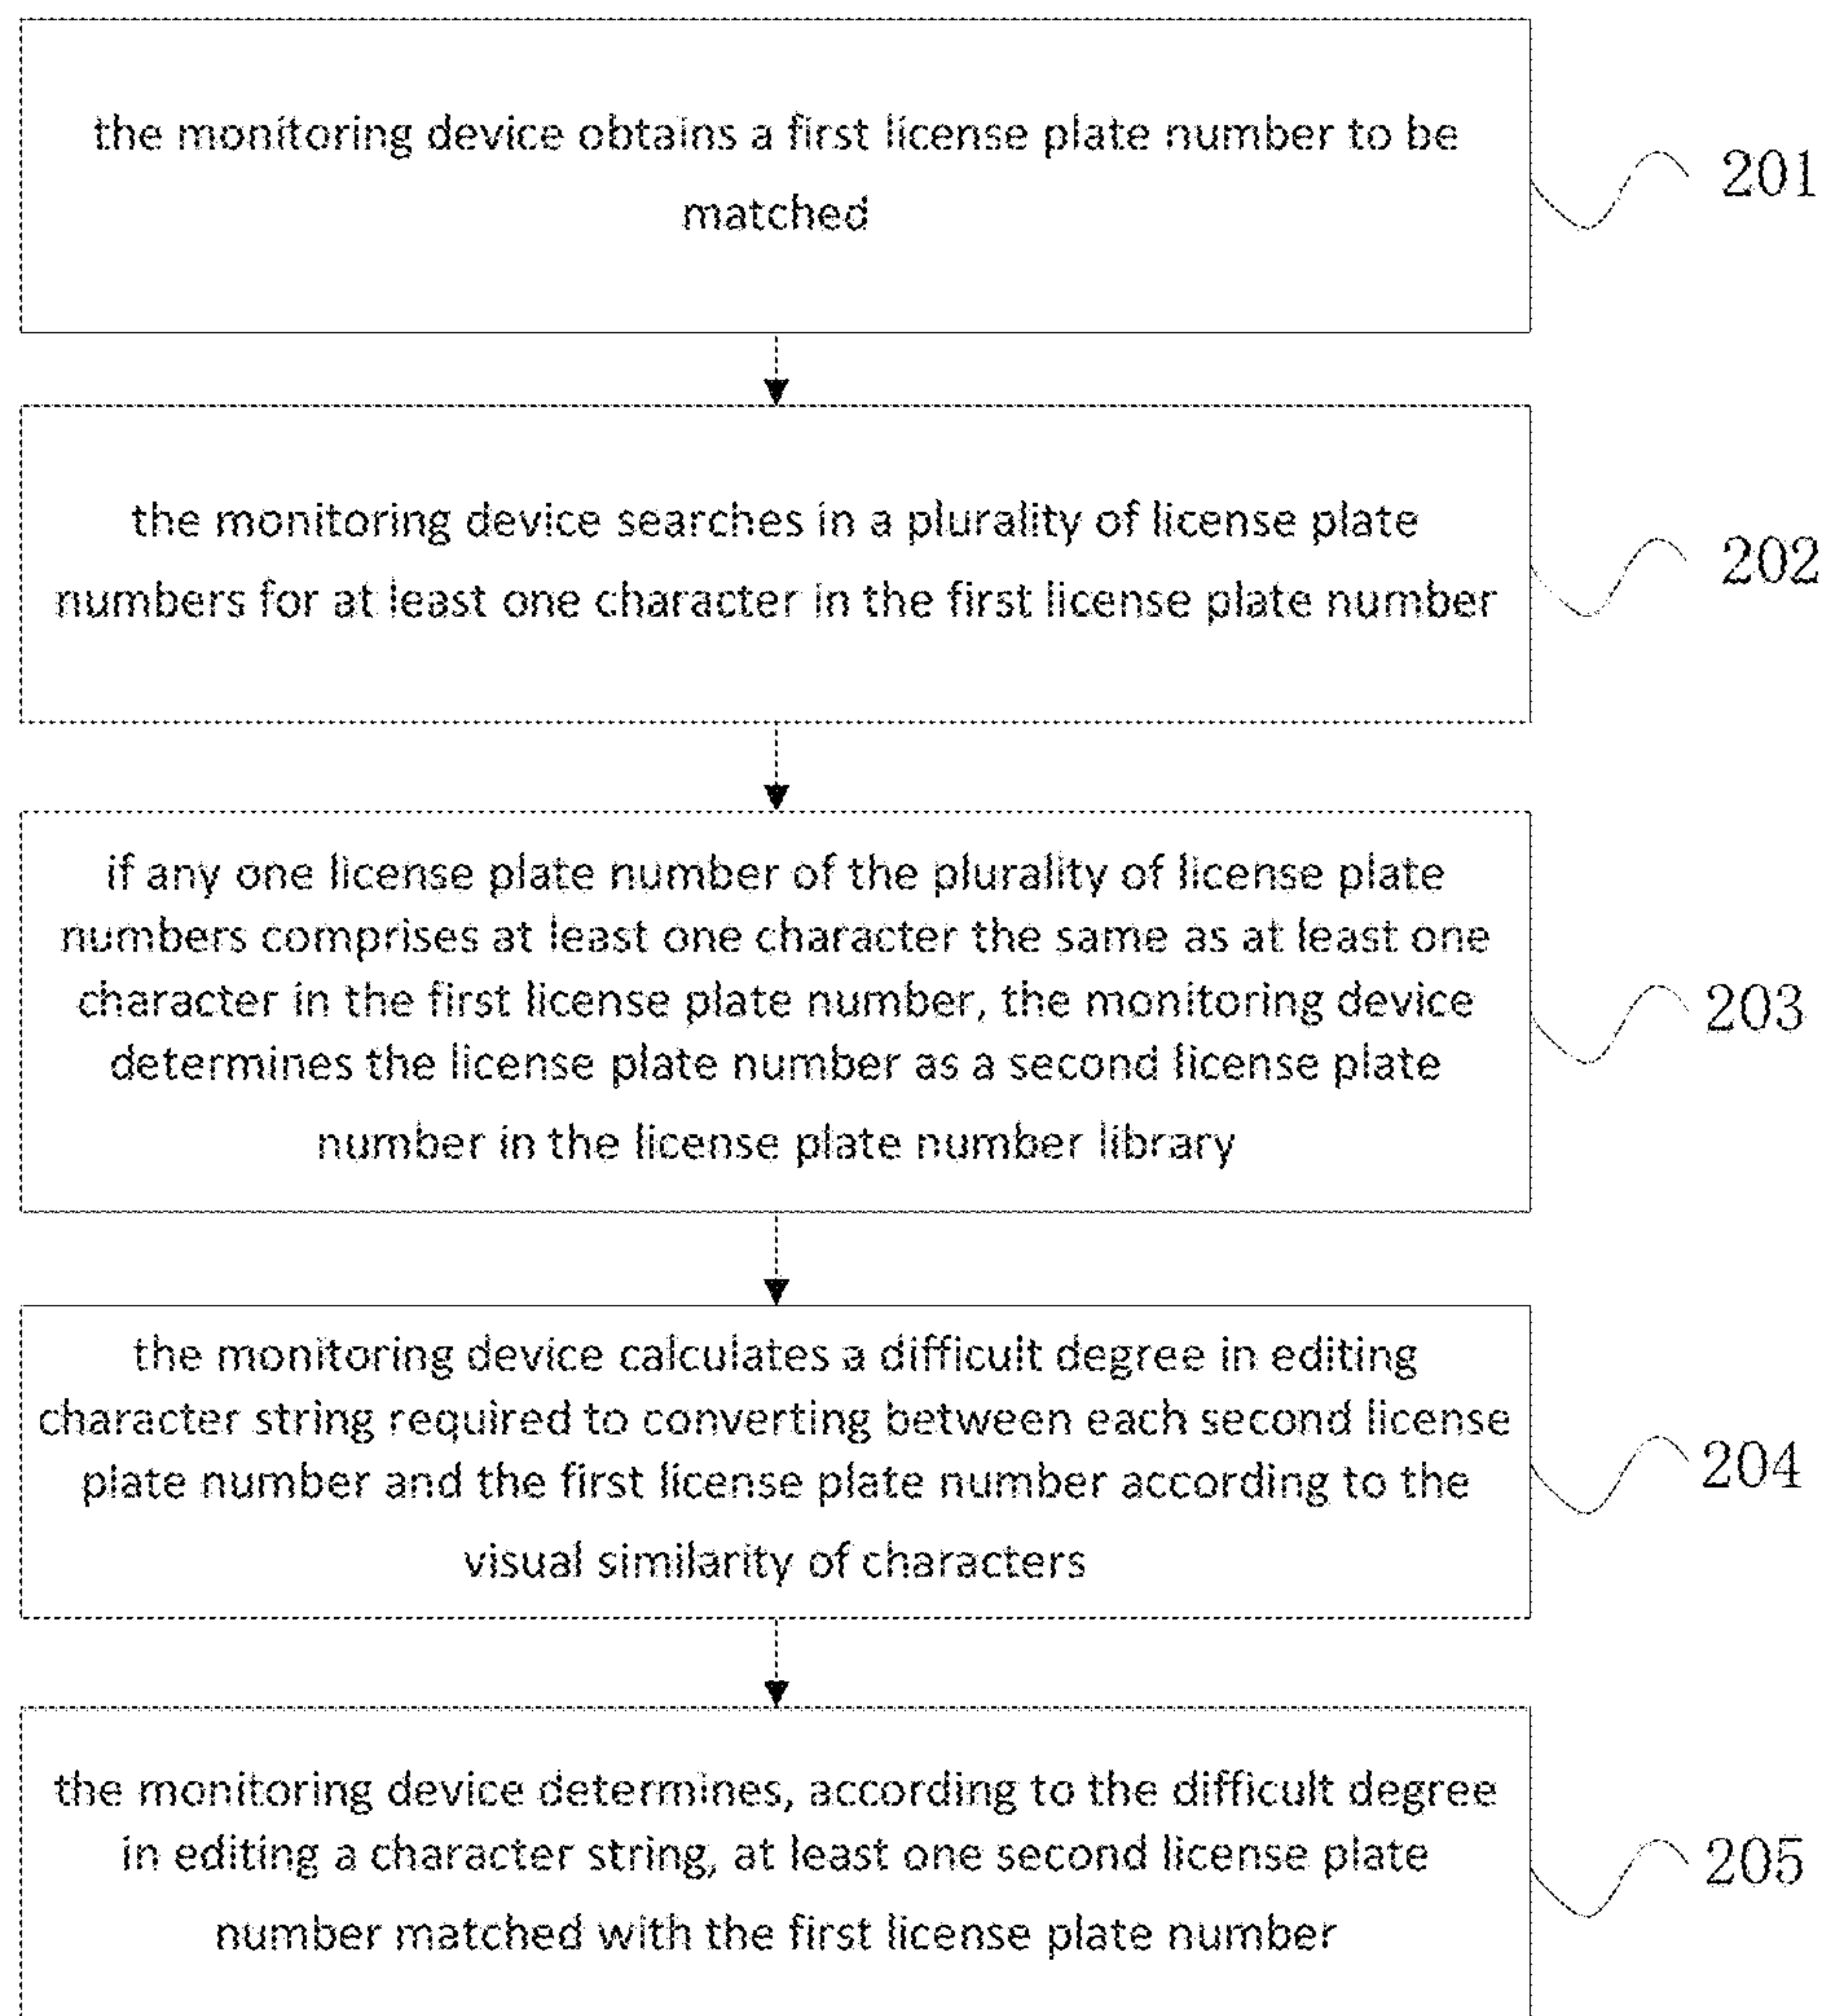 the monitoring device obtains a first license plate number to be
matched
201
the monitoring device searches in a plurality of license plate
numbers for at least one character in the first license plate number
202
if any one license plate number of the plurality of license plate
numbers comprises at least one character the same as at least one
character in the first license plate number, the monitoring device
determines the license plate number as a second license plate
number in the license plate number library
203
the monitoring device calculates a difficult degree in editing
character string required to converting between each second license
plate number and the first license plate number according to the
visual similarity of characters
204
the monitoring device determines, according to the difficult degree
in editing a character string, at least one second license plate
number matched with the first license plate number
205